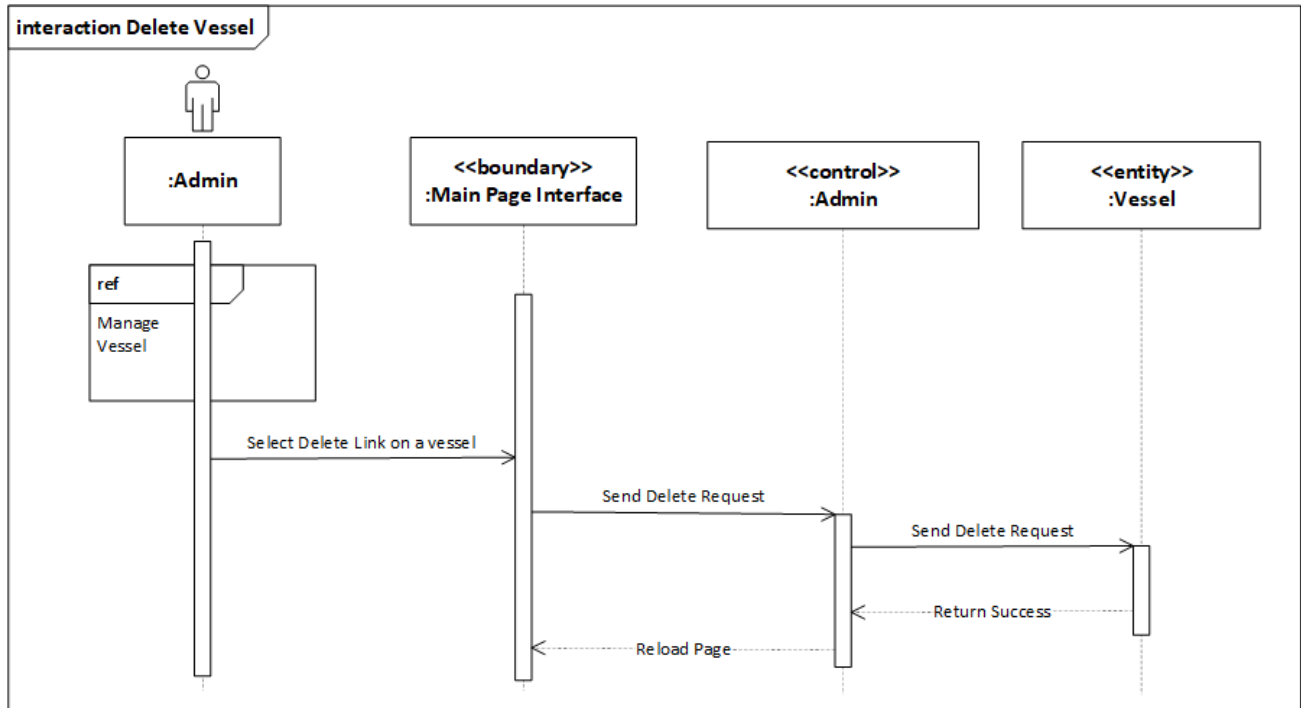 interaction Delete Vessel
:Admin
<<boundary>>
:Main Page Interface
<<control>>
:Admin
<<entity>>
:Vessel
ref
Manage
Vessel
Select Delete Link on a vessel
Send Delete Request
Send Delete Request
Return Success
Reload Page